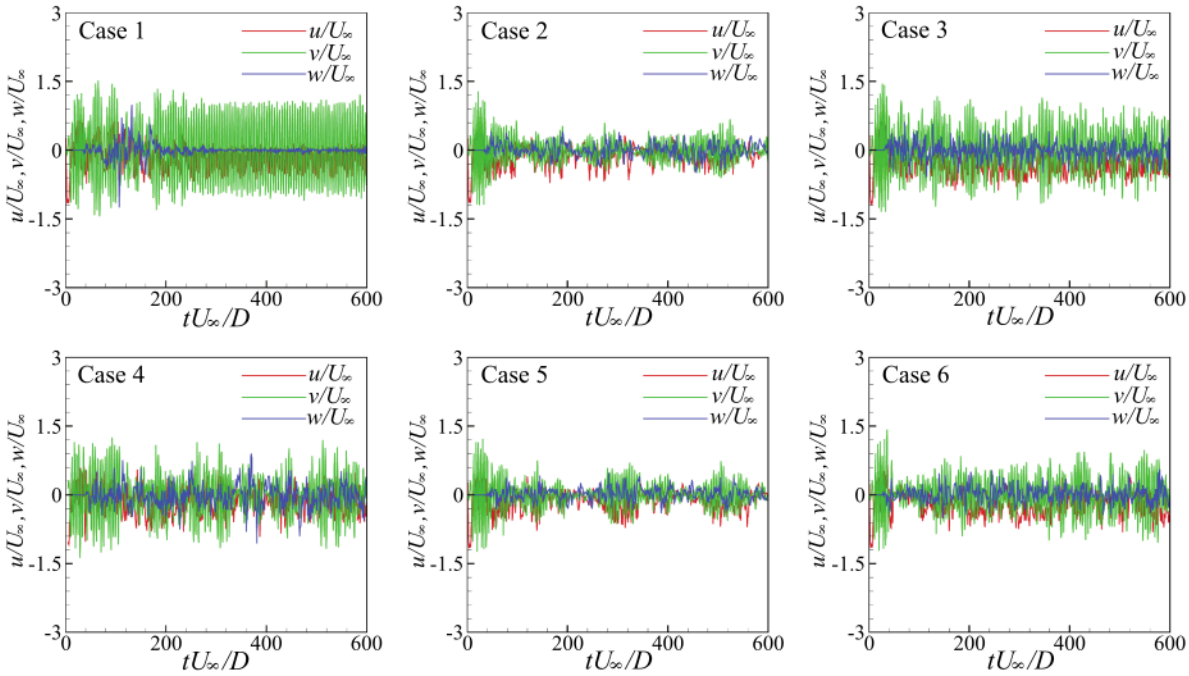 3
Case 1
u/U∞
v/U∞
w/U∞
1.5
0
-1.5
-3
u/U∞, v/U∞, w/U∞
0 200 400 600
tU∞/D
3
Case 2
u/U∞
v/U∞
w/U∞
1.5
0
-1.5
-3
u/U∞, v/U∞, w/U∞
0 200 400 600
tU∞/D
3
Case 3
u/U∞
v/U∞
w/U∞
1.5
0
-1.5
-3
u/U∞, v/U∞, w/U∞
0 200 400 600
tU∞/D
3
Case 4
u/U∞
v/U∞
w/U∞
1.5
0
-1.5
-3
u/U∞, v/U∞, w/U∞
0 200 400 600
tU∞/D
3
Case 5
u/U∞
v/U∞
w/U∞
1.5
0
-1.5
-3
u/U∞, v/U∞, w/U∞
0 200 400 600
tU∞/D
3
Case 6
u/U∞
v/U∞
w/U∞
1.5
0
-1.5
-3
u/U∞, v/U∞, w/U∞
0 200 400 600
tU∞/D